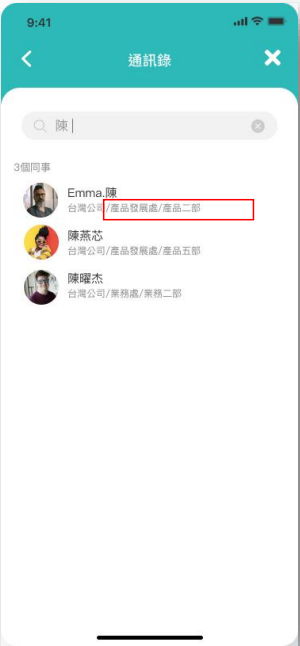 9:41
通訊錄
陳
3個同事
Emma.陳
台灣公司/產品發展處/產品二部
陳燕芯
台灣公司/產品發展處/產品五部
陳曜杰
台灣公司/業務處/業務二部